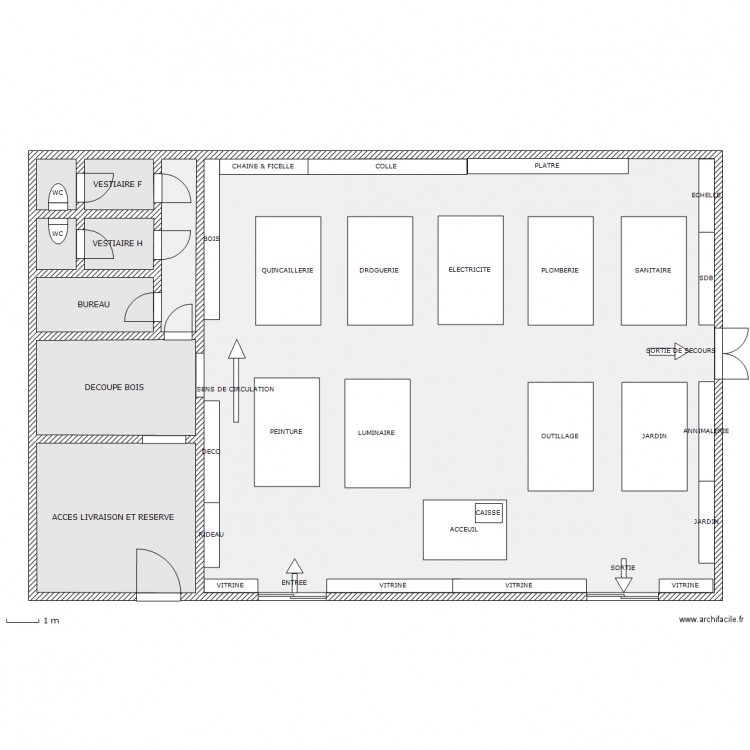 CHAINE & FICELLE
COLLE
PLATRE
WC
VESTIAIRE F
ECHELLE
WC
VESTIAIRE H
BOIS
QUINCAILLERIE
DROGUERIE
ELECTRICITE
PLOMBERIE
SANITAIRE
SDB
BUREAU
SORTIE DE SECOURS
DECOUPE BOIS
SENS DE CIRCULATION
PEINTURE
LUMINAIRE
OUTILLAGE
JARDIN
ANNIMALERIE
DECO
ACCES LIVRAISON ET RESERVE
CAISSE
ACCEUIL
JARDIN
RIDEAU
SORTIE
ENTREE
VITRINE
VITRINE
VITRINE
VITRINE
1 m
www.archifacile.fr